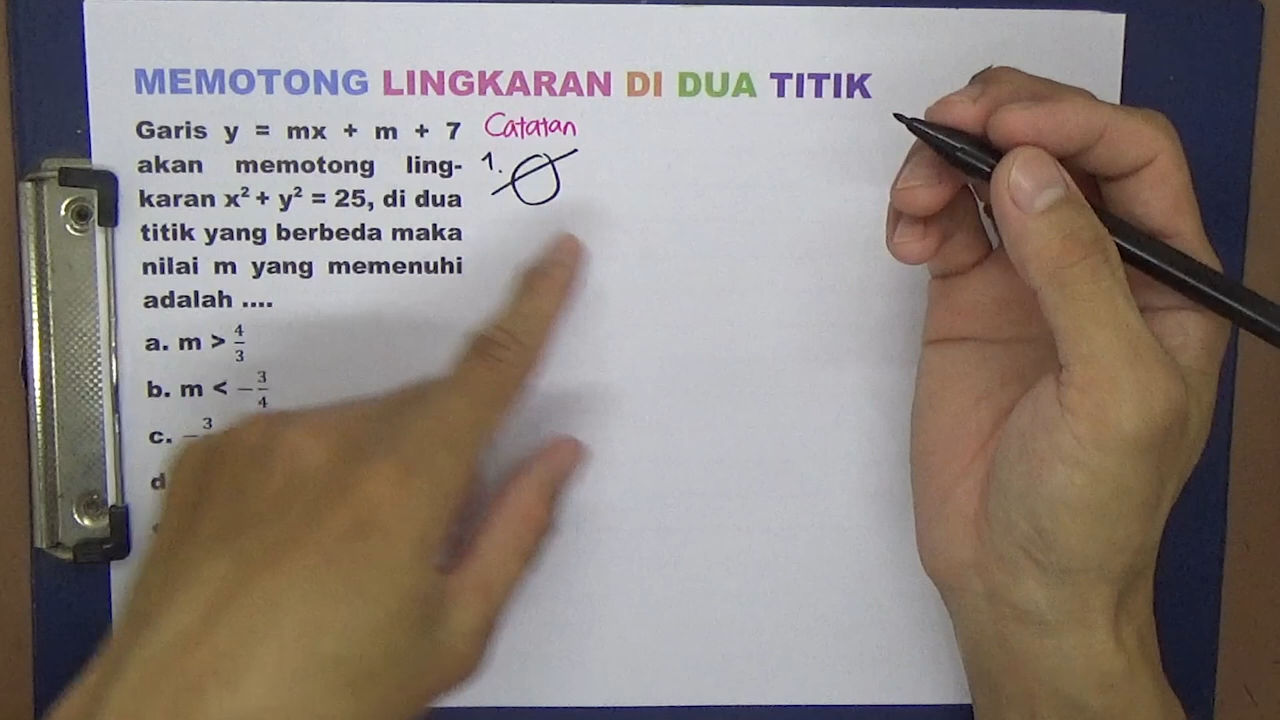 MEMOTONG LINGKARAN DI DUA TITIK
Garis y = mx + m + 7
akan memotong ling-
karan x² + y² = 25, di dua
titik yang berbeda maka
nilai m yang memenuhi
adalah ....
a. m > 4/3
b. m < −3/4
c. −3
d
Catatan
1.